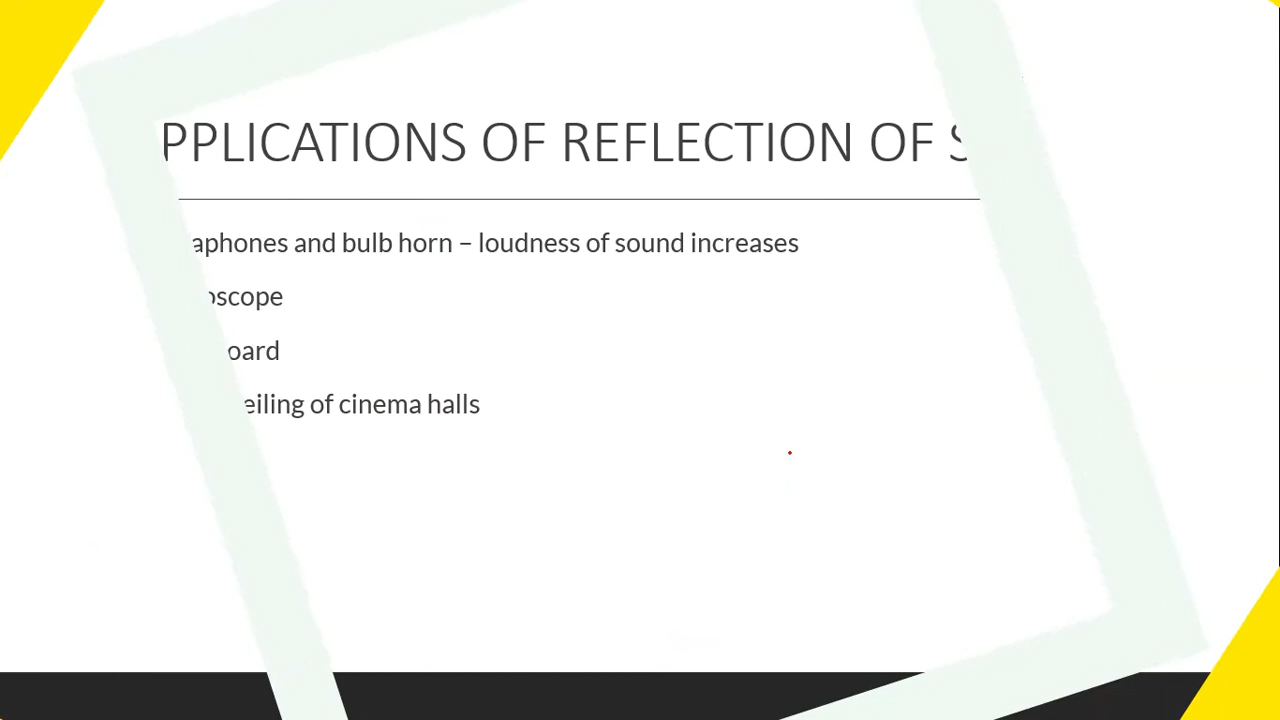 PPLICATIONS OF REFLECTION OF S
aphones and bulb horn – loudness of sound increases
oscope
oard
eiling of cinema halls